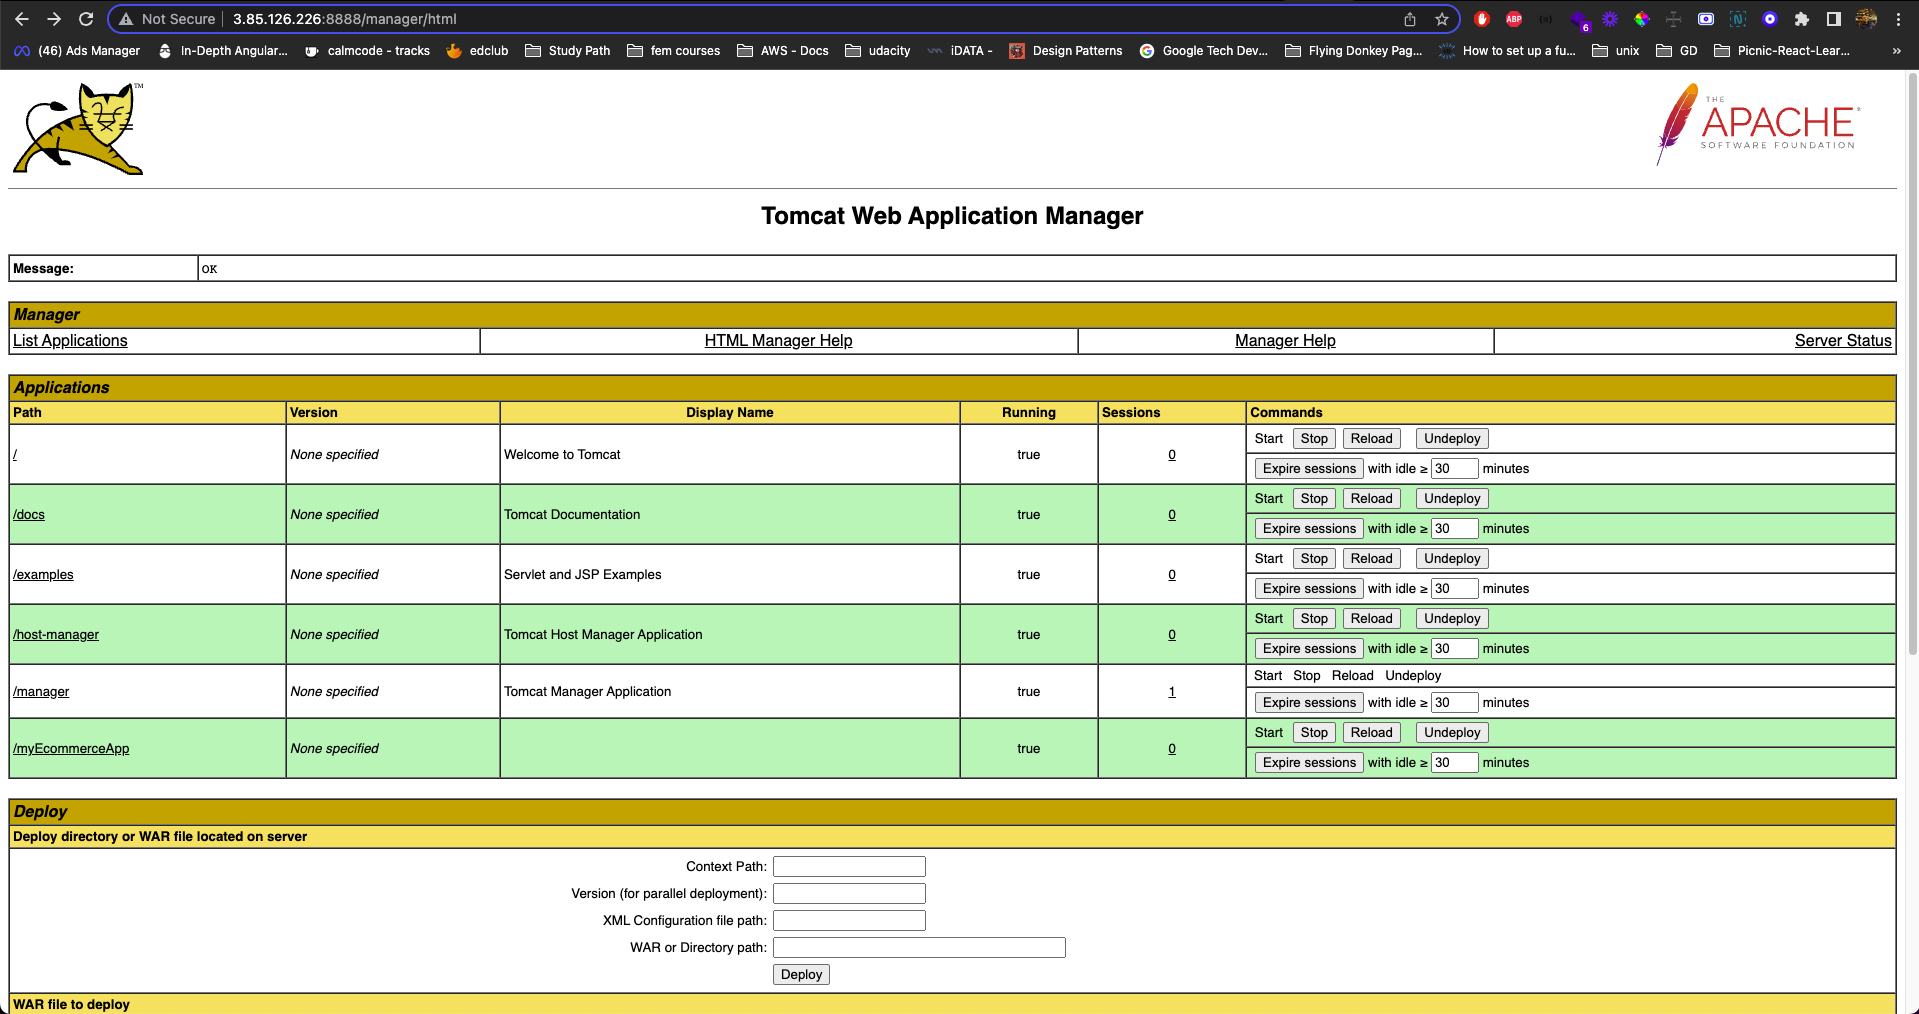 Not Secure 3.85.126.226:8888/manager/html
ABP
6
(46) Ads Manager In-Depth Angular... calmcode - tracks edclub Study Path fem courses AWS - Docs udacity iDATA - Design Patterns Google Tech Dev... Flying Donkey Pag... How to set up a fu... unix GD Picnic-React-Lear... »
TM
THE
APACHE
SOFTWARE FOUNDATION
Tomcat Web Application Manager
Message: OK
Manager
List Applications HTML Manager Help Manager Help Server Status
Applications
Path Version Display Name Running Sessions Commands
/ None specified Welcome to Tomcat true 0 Start Stop Reload Undeploy
Expire sessions with idle ≥ 30 minutes
/docs None specified Tomcat Documentation true 0 Start Stop Reload Undeploy
Expire sessions with idle ≥ 30 minutes
/examples None specified Servlet and JSP Examples true 0 Start Stop Reload Undeploy
Expire sessions with idle ≥ 30 minutes
/host-manager None specified Tomcat Host Manager Application true 0 Start Stop Reload Undeploy
Expire sessions with idle ≥ 30 minutes
/manager None specified Tomcat Manager Application true 1 Start Stop Reload Undeploy
Expire sessions with idle ≥ 30 minutes
/myEcommerceApp None specified true 0 Start Stop Reload Undeploy
Expire sessions with idle ≥ 30 minutes
Deploy
Deploy directory or WAR file located on server
Context Path:
Version (for parallel deployment):
XML Configuration file path:
WAR or Directory path:
Deploy
WAR file to deploy